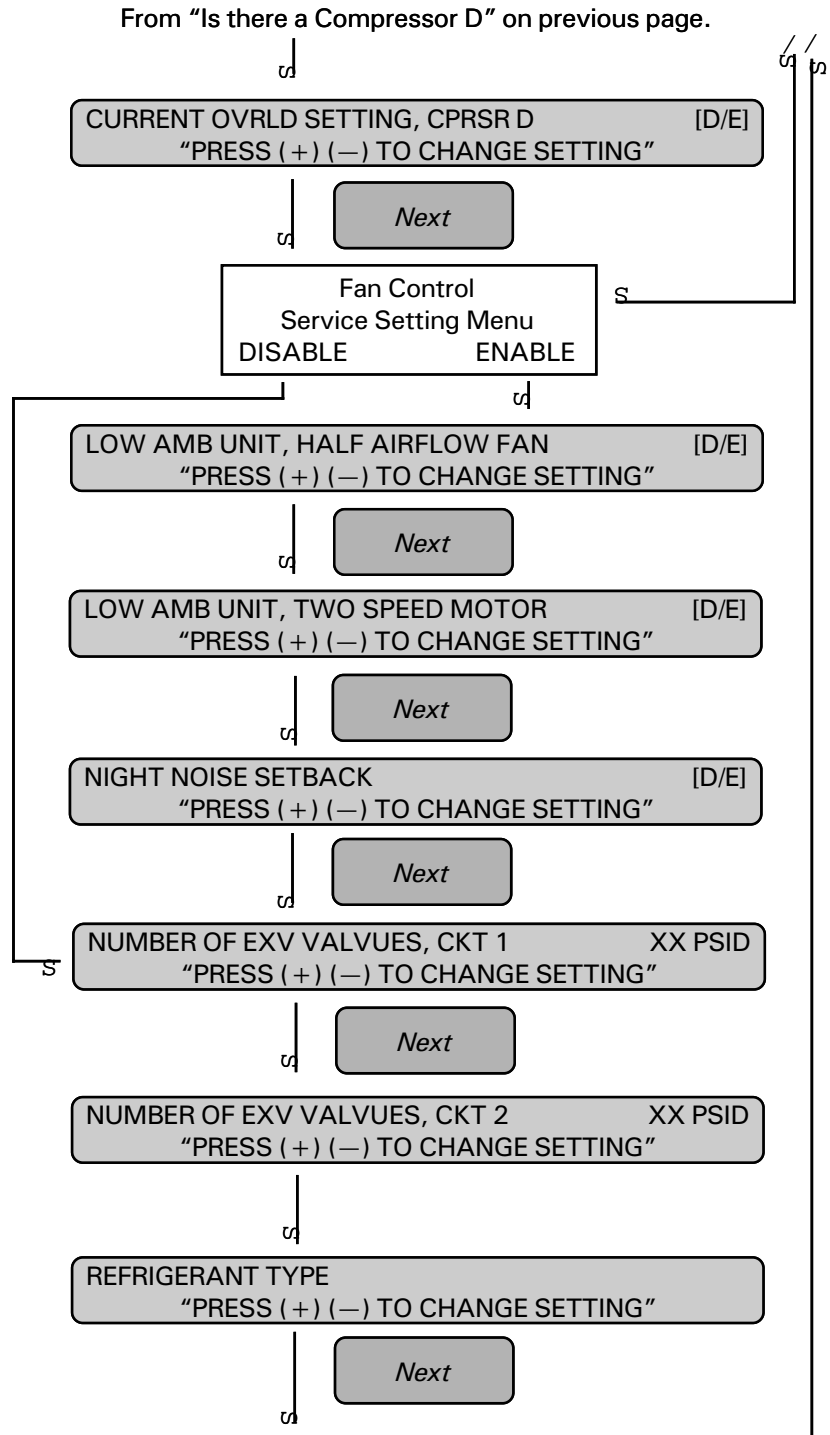 From “Is there a Compressor D” on previous page.
CURRENT OVRLD SETTING, CPRSR D [D/E]
“PRESS (+) (—) TO CHANGE SETTING”
Next
Fan Control
Service Setting Menu
DISABLE ENABLE
LOW AMB UNIT, HALF AIRFLOW FAN [D/E]
“PRESS (+) (—) TO CHANGE SETTING”
Next
LOW AMB UNIT, TWO SPEED MOTOR [D/E]
“PRESS (+) (—) TO CHANGE SETTING”
Next
NIGHT NOISE SETBACK [D/E]
“PRESS (+) (—) TO CHANGE SETTING”
Next
NUMBER OF EXV VALVUES, CKT 1 XX PSID
“PRESS (+) (—) TO CHANGE SETTING”
Next
NUMBER OF EXV VALVUES, CKT 2 XX PSID
“PRESS (+) (—) TO CHANGE SETTING”
REFRIGERANT TYPE
“PRESS (+) (—) TO CHANGE SETTING”
Next